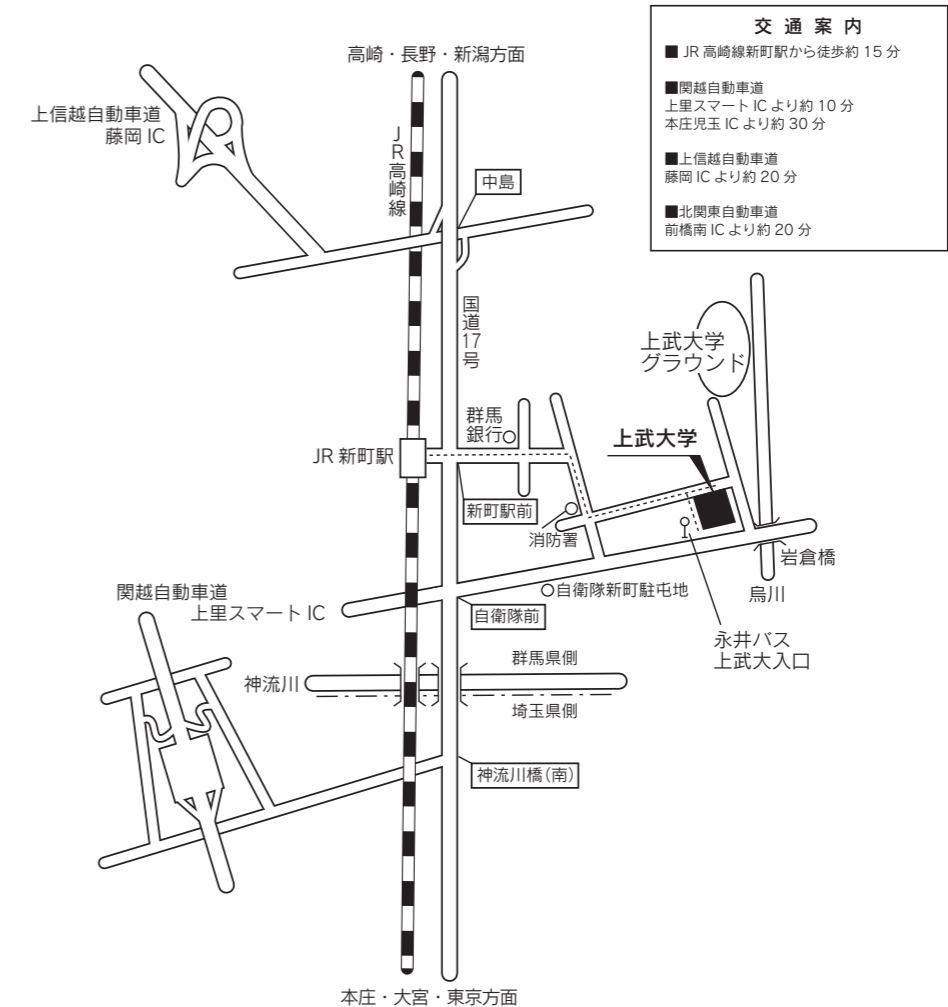 交通案内
■ JR 高崎線新町駅から徒歩約 15 分
■関越自動車道
上里スマート IC より約 10 分
本庄児玉 IC より約 30 分
■上信越自動車道
藤岡 IC より約 20 分
■北関東自動車道
前橋南 IC より約 20 分
高崎・長野・新潟方面
上信越自動車道
藤岡 IC
JR高崎線
中島
国道17号
上武大学
グラウンド
群馬
銀行
上武大学
JR 新町駅
新町駅前
消防署
岩倉橋
自衛隊新町駐屯地
烏川
関越自動車道
上里スマート IC
自衛隊前
永井バス
上武大入口
群馬県側
神流川
埼玉県側
神流川橋(南)
本庄・大宮・東京方面